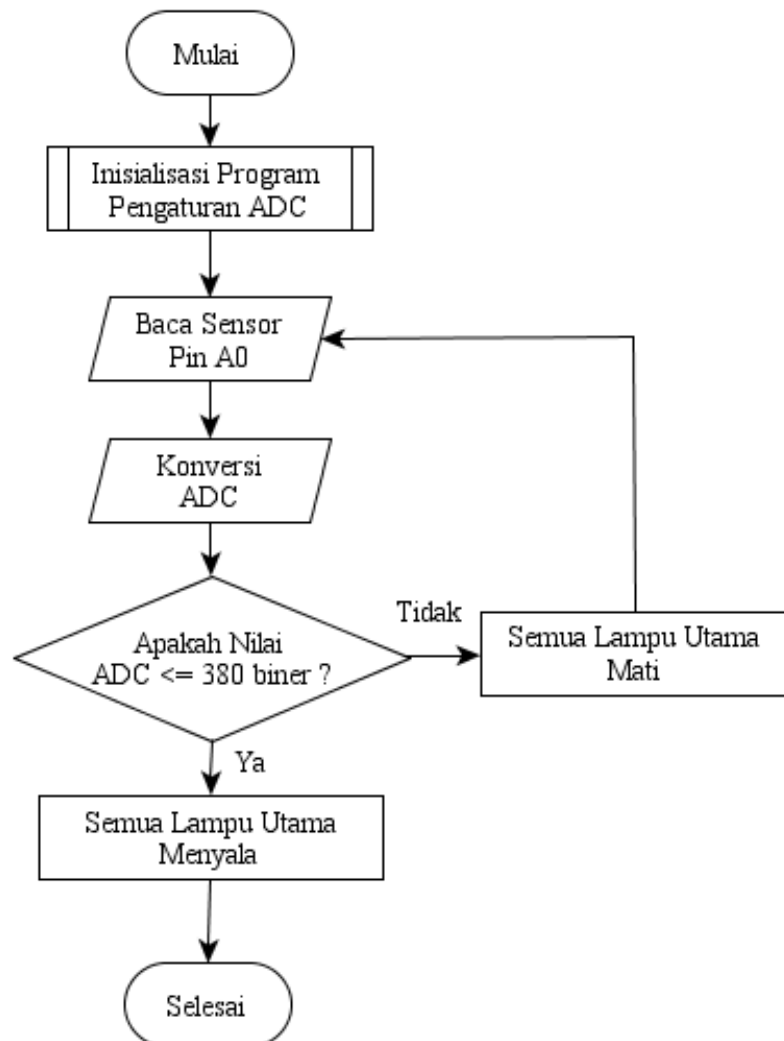 Mulai
Inisialisasi Program
Pengaturan ADC
Baca Sensor
Pin A0
Konversi
ADC
Apakah Nilai
ADC <= 380 biner ?
Tidak
Semua Lampu Utama
Mati
Ya
Semua Lampu Utama
Menyala
Selesai